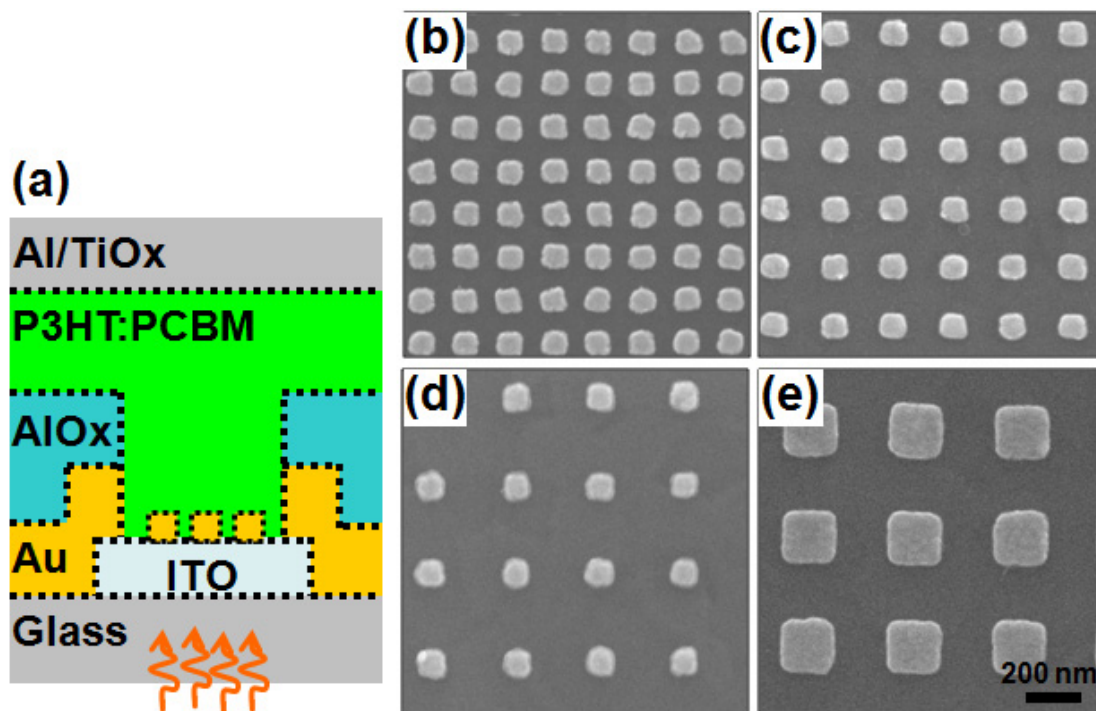 (a)
Al/TiOx
P3HT:PCBM
AlOx
Au
ITO
Glass
(b)
(c)
(d)
(e)
200 nm